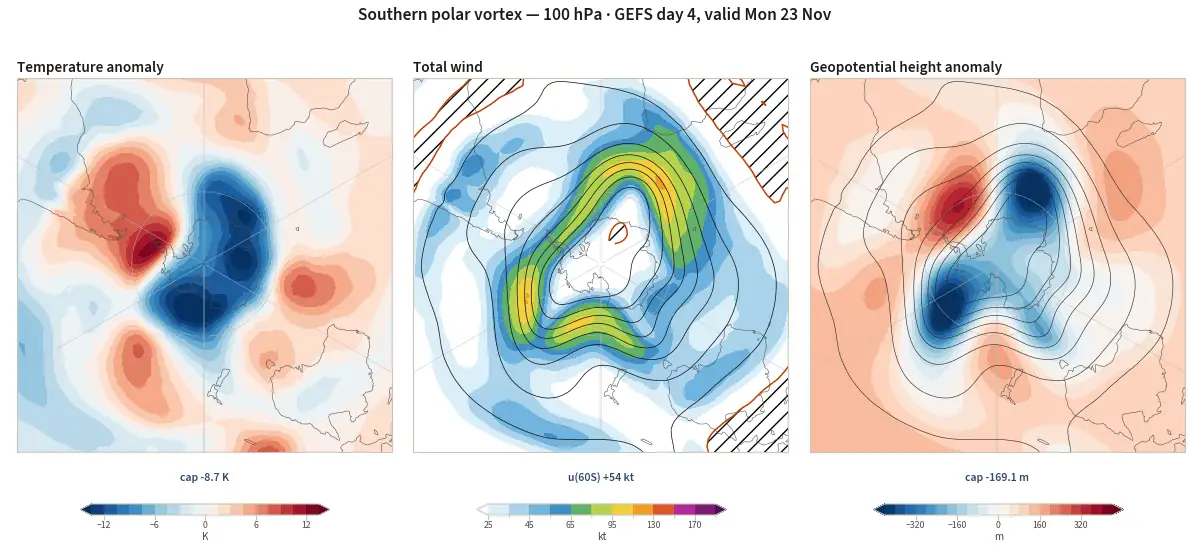 Southern polar vortex — 100 hPa · GEFS day 4, valid Mon 23 Nov
Temperature anomaly
Total wind
Geopotential height anomaly
cap -8.7 K
u(60S) +54 kt
cap -169.1 m
−12 −6 0 6 12
K
25 45 65 95 130 170
kt
−320 −160 0 160 320
m